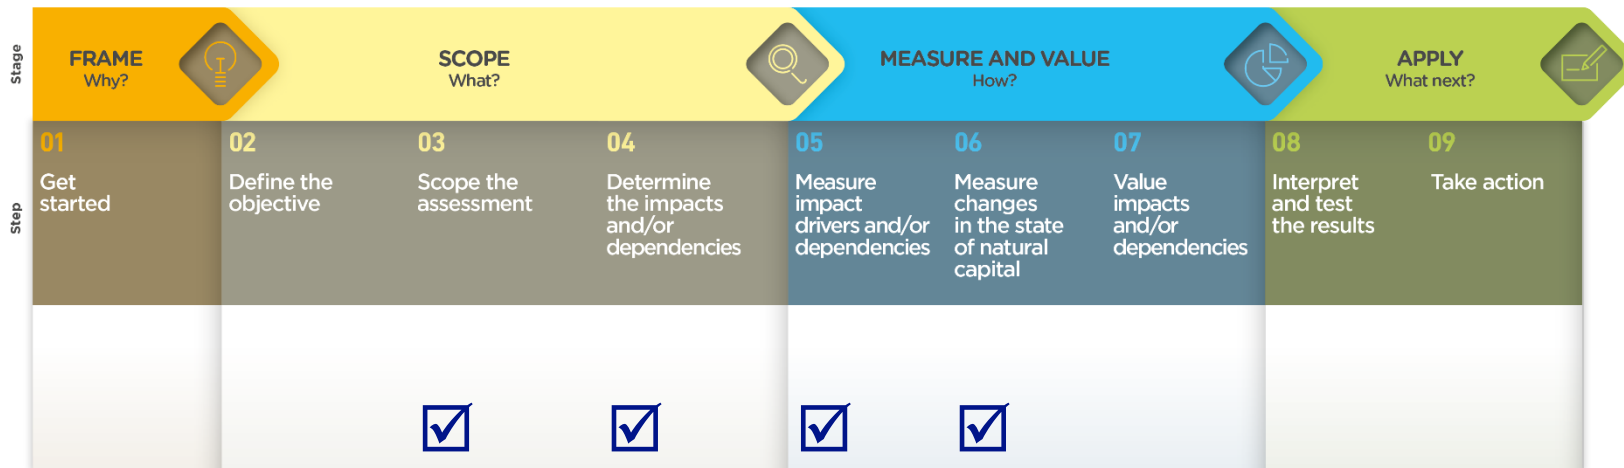 Stage
FRAME
Why?
SCOPE
What?
MEASURE AND VALUE
How?
APPLY
What next?
Step
01
Get
started
02
Define the
objective
03
Scope the
assessment
04
Determine
the impacts
and/or
dependencies
05
Measure
impact
drivers and/or
dependencies
06
Measure
changes
in the state
of natural
capital
07
Value
impacts
and/or
dependencies
08
Interpret
and test
the results
09
Take action